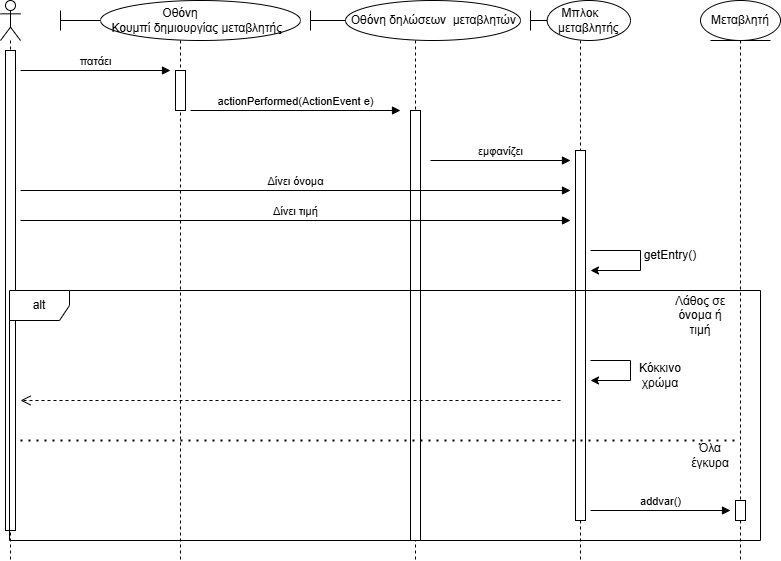 Οθόνη
Κουμπί δημιουργίας μεταβλητής
Οθόνη δηλώσεων μεταβλητών
Μπλοκ
μεταβλητής
Μεταβλητή
πατάει
actionPerformed(ActionEvent e)
εμφανίζει
Δίνει όνομα
Δίνει τιμή
getEntry()
alt
Λάθος σε
όνομα ή
τιμή
Κόκκινο
χρώμα
Όλα
έγκυρα
addvar()